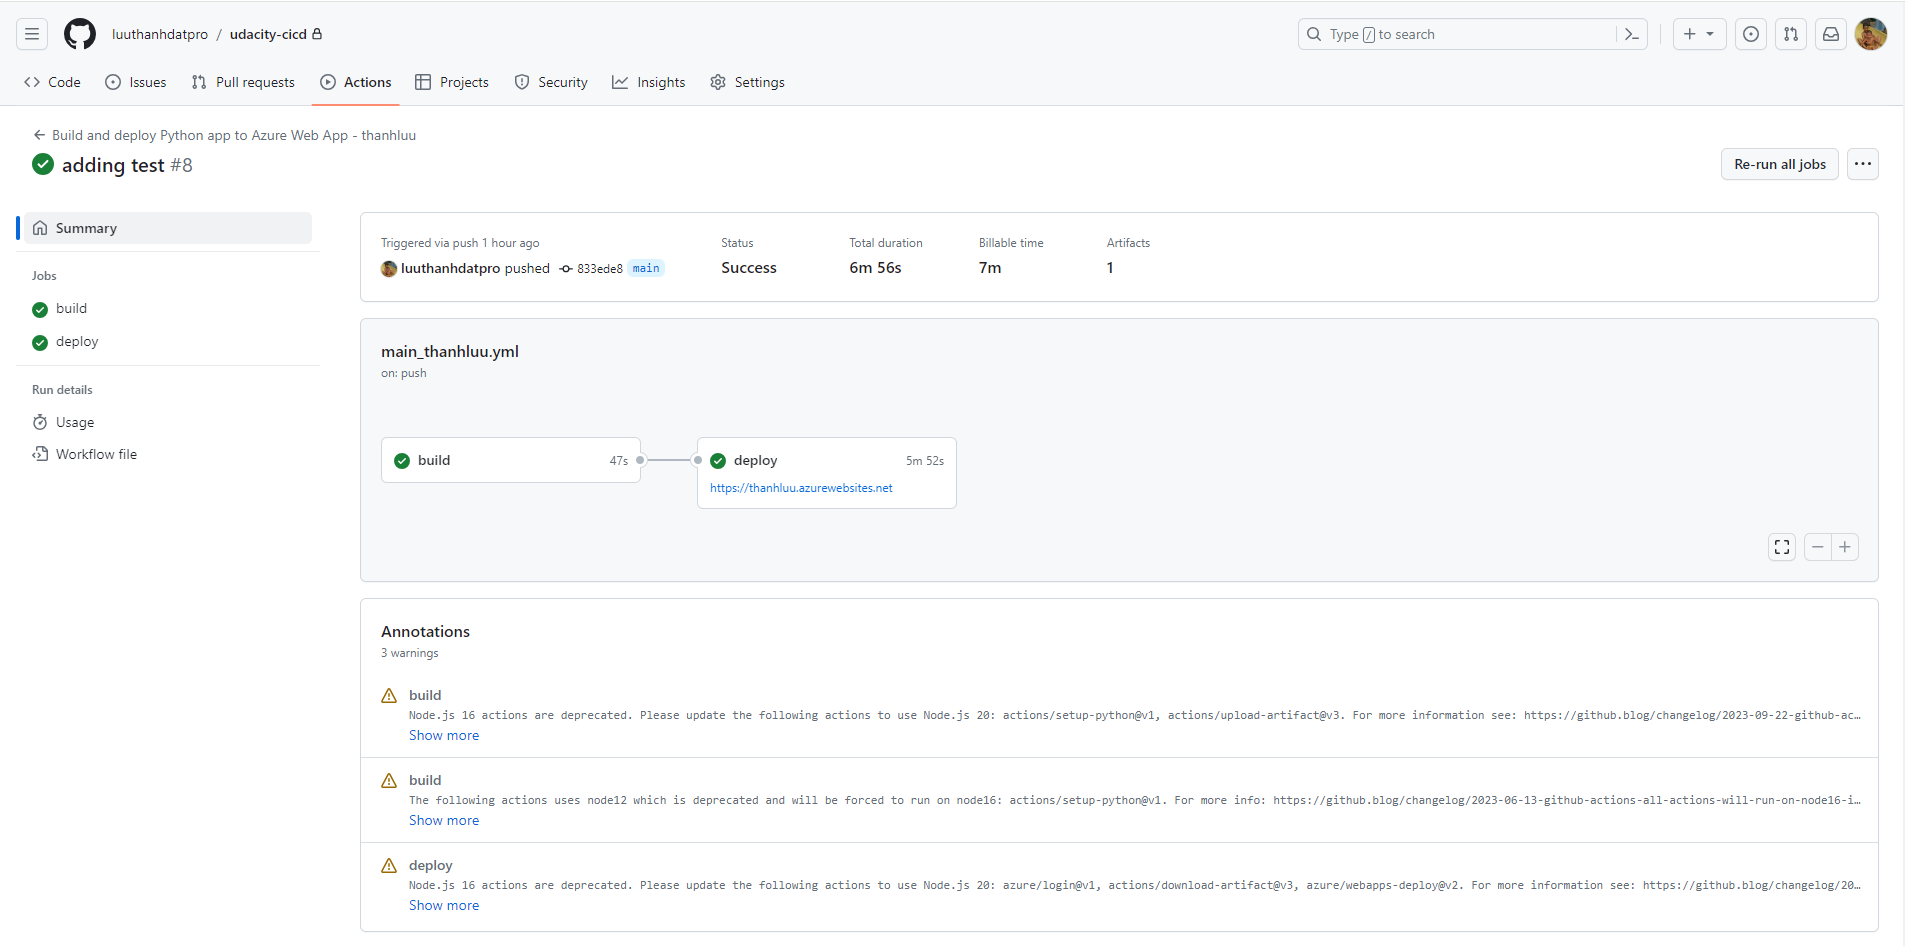 luuthanhdatpro / udacity-cicd
Type / to search
Code Issues Pull requests Actions Projects Security Insights Settings
← Build and deploy Python app to Azure Web App - thanhluu
adding test #8
Re-run all jobs
Summary
Jobs
build
deploy
Run details
Usage
Workflow file
Triggered via push 1 hour ago
luuthanhdatpro pushed 833ede8 main
Status
Success
Total duration
6m 56s
Billable time
7m
Artifacts
1
main_thanhluu.yml
on: push
build 47s
deploy 5m 52s
https://thanhluu.azurewebsites.net
Annotations
3 warnings
build
Node.js 16 actions are deprecated. Please update the following actions to use Node.js 20: actions/setup-python@v1, actions/upload-artifact@v3. For more information see: https://github.blog/changelog/2023-09-22-github-ac…
Show more
build
The following actions uses node12 which is deprecated and will be forced to run on node16: actions/setup-python@v1. For more info: https://github.blog/changelog/2023-06-13-github-actions-all-actions-will-run-on-node16-i…
Show more
deploy
Node.js 16 actions are deprecated. Please update the following actions to use Node.js 20: azure/login@v1, actions/download-artifact@v3, azure/webapps-deploy@v2. For more information see: https://github.blog/changelog/20…
Show more